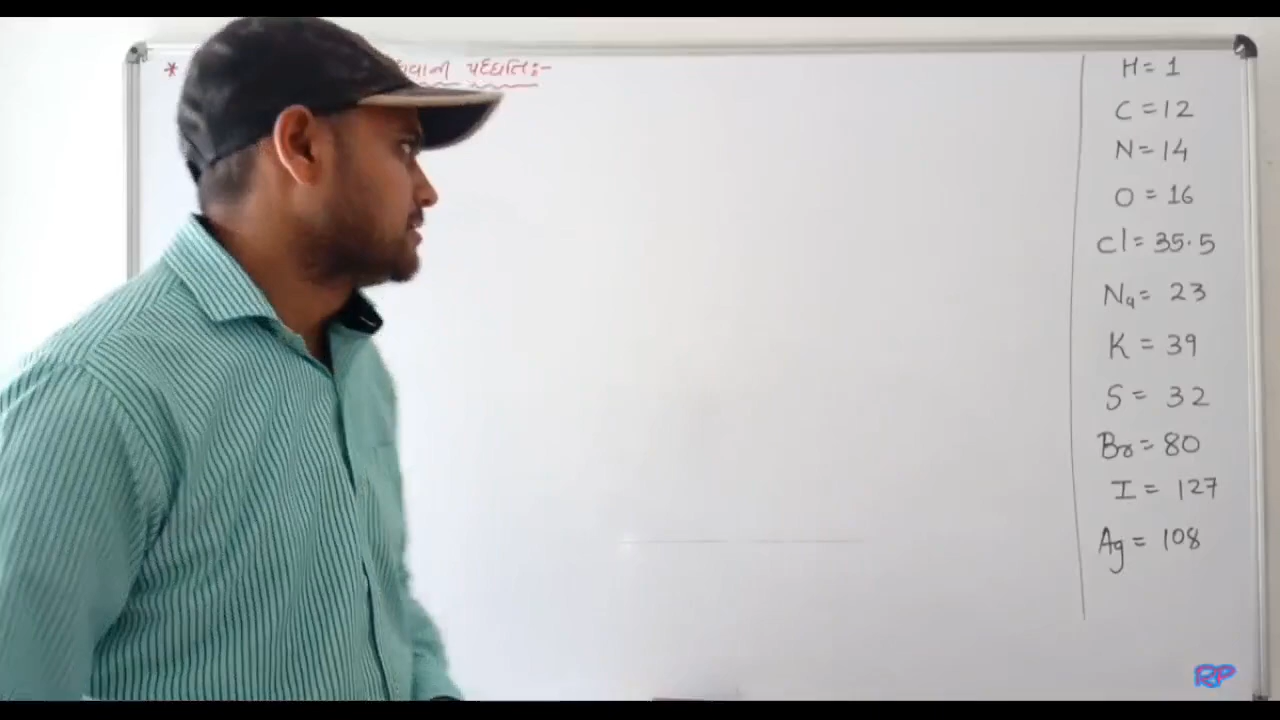 * પદ્ધતિ:-
H = 1
C = 12
N = 14
O = 16
Cl = 35.5
Na = 23
K = 39
S = 32
Br = 80
I = 127
Ag = 108
RP